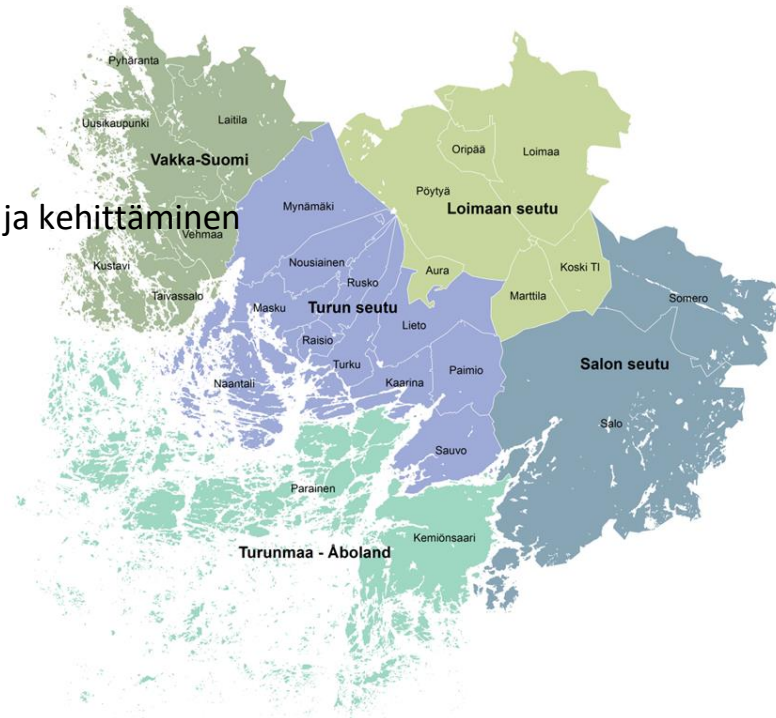 Pyhäranta
Uusikaupunki
Laitila
Vakka-Suomi
ja kehittäminen
Vehmaa
Kustavi
Taivassalo
Mynämäki
Nousiainen
Rusko
Masku
Turun seutu
Lieto
Raisio
Turku
Naantali
Kaarina
Paimio
Sauvo
Oripää
Loimaa
Pöytyä
Loimaan seutu
Aura
Koski Tl
Marttila
Somero
Salon seutu
Salo
Parainen
Kemiönsaari
Turunmaa - Åboland